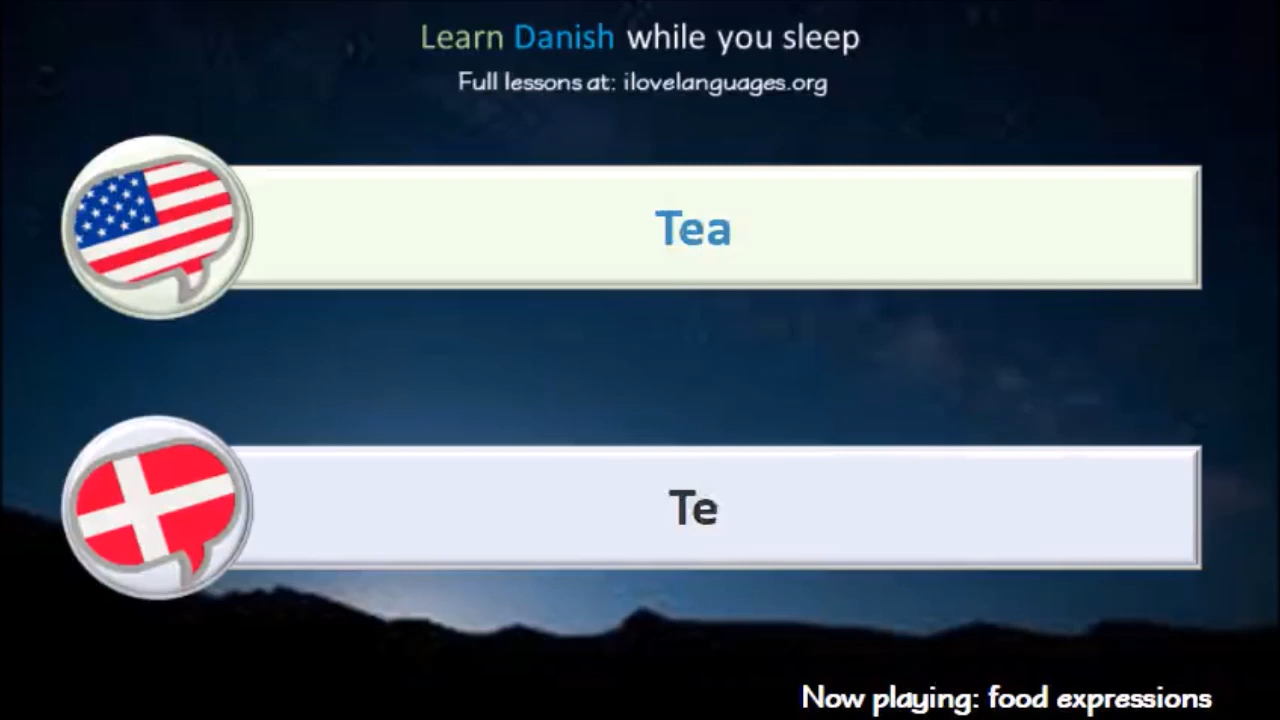 Learn Danish while you sleep
Full lessons at: ilovelanguages.org
Tea
Te
Now playing: food expressions